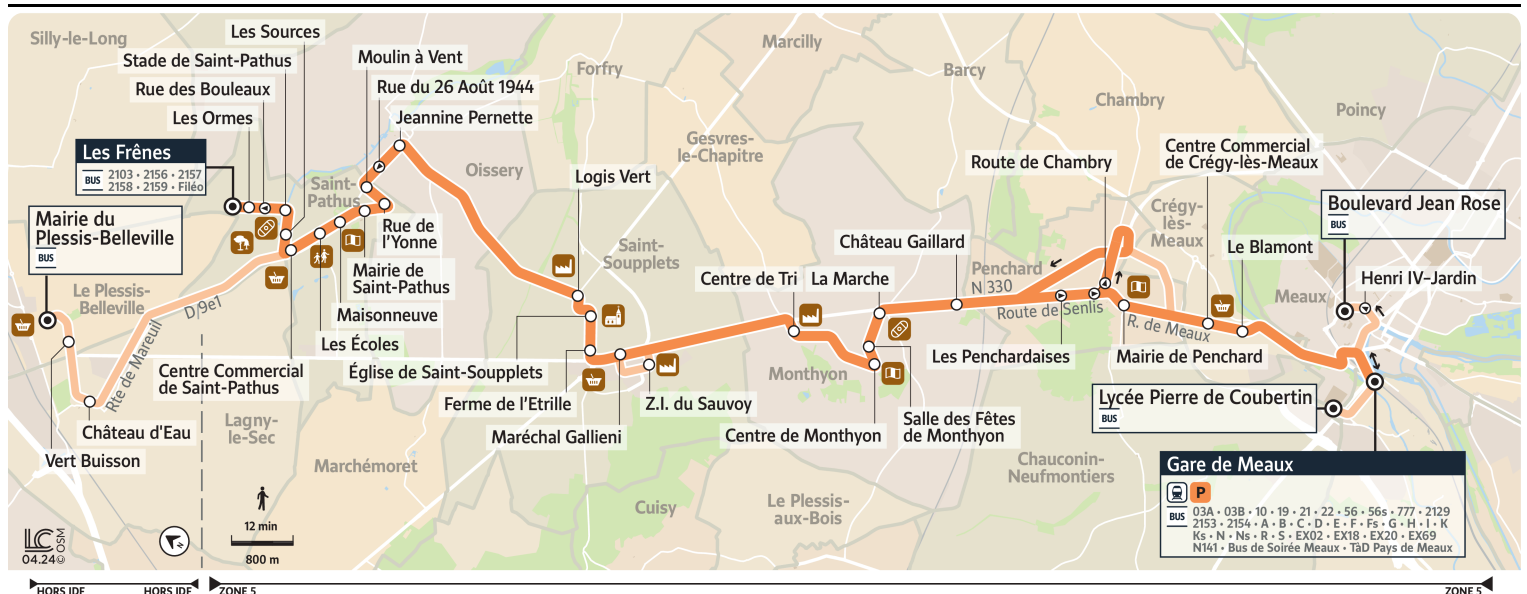 Silly-le-Long
Les Sources
Stade de Saint-Pathus
Rue des Bouleaux
Les Ormes
Moulin à Vent
Rue du 26 Août 1944
Jeannine Pernette
Forfry
Marcilly
Barcy
Chambry
Poincy
Les Frênes
BUS
2103 • 2156 • 2157
2158 • 2159 • Filéo
Mairie du
Plessis-Belleville
BUS
Saint-
Pathus
Oissery
Gesvres-
le-Chapitre
Logis Vert
Route de Chambry
Centre Commercial
de Crégy-lès-Meaux
Crégy-
lès-
Meaux
Boulevard Jean Rose
BUS
Le Blamont
Henri IV–Jardin
Meaux
Rue de
l'Yonne
Mairie de
Saint-Pathus
Maisonneuve
Les Écoles
Le Plessis-
Belleville
D 9e1
Rte de Mareuil
Saint-
Soupplets
Château Gaillard
Centre de Tri
La Marche
Penchard
N 330
Route de Senlis
R. de Meaux
Les Penchardaises
Mairie de Penchard
Centre Commercial
de Saint-Pathus
Église de Saint-Soupplets
Ferme de l'Etrille
Maréchal Gallieni
Z.I. du Sauvoy
Monthyon
Centre de Monthyon
Salle des Fêtes
de Monthyon
Lycée Pierre de Coubertin
BUS
Château d'Eau
Vert Buisson
Lagny-
le-Sec
Marchémoret
Cuisy
Le Plessis-
aux-Bois
Chauconin-
Neufmontiers
Gare de Meaux
P
BUS
03A • 03B • 10 • 19 • 21 • 22 • 56 • 56s • 777 • 2129
2153 • 2154 • A • B • C • D • E • F • Fs • G • H • I • K
Ks • N • Ns • R • S • EX02 • EX18 • EX20 • EX69
N141 • Bus de Soirée Meaux • TàD Pays de Meaux
12 min
800 m
LC
04.24 © OSM
HORS IDF
HORS IDF
ZONE 5
ZONE 5